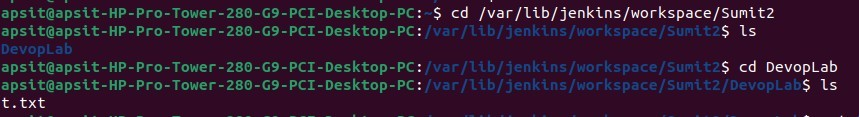 apsit@apsit-HP-Pro-Tower-280-G9-PCI-Desktop-PC:~$ cd /var/lib/jenkins/workspace/Sumit2
apsit@apsit-HP-Pro-Tower-280-G9-PCI-Desktop-PC:/var/lib/jenkins/workspace/Sumit2$ ls
DevopLab
apsit@apsit-HP-Pro-Tower-280-G9-PCI-Desktop-PC:/var/lib/jenkins/workspace/Sumit2$ cd DevopLab
apsit@apsit-HP-Pro-Tower-280-G9-PCI-Desktop-PC:/var/lib/jenkins/workspace/Sumit2/DevopLab$ ls
t.txt